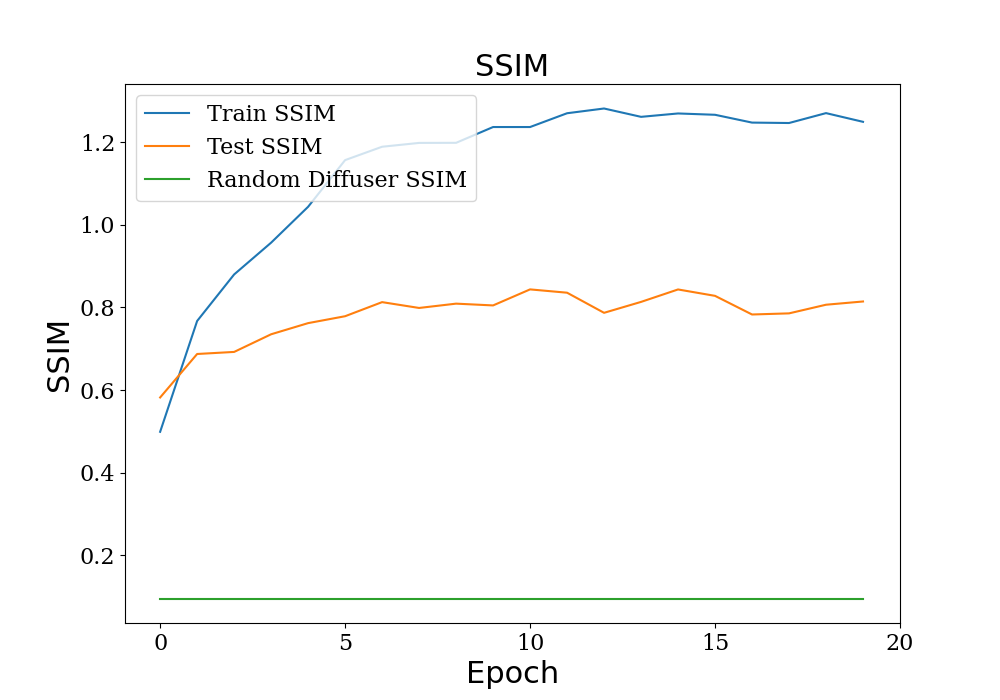 SSIM
Train SSIM
Test SSIM
Random Diffuser SSIM
1.2
1.0
0.8
0.6
0.4
0.2
SSIM
0 5 10 15 20
Epoch